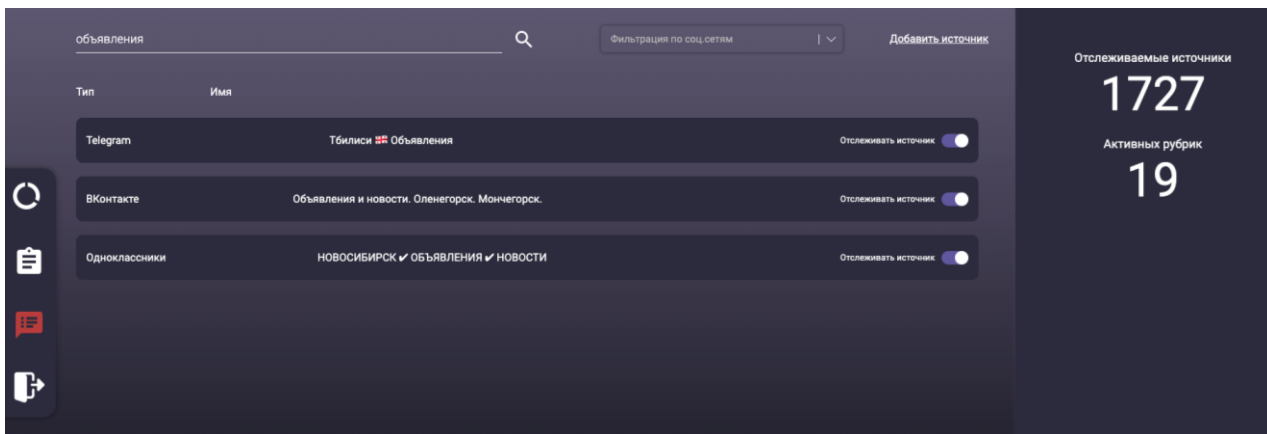 объявления
Фильтрация по соц.сетям
Добавить источник
Тип Имя
Telegram Тбилиси 🇬🇪 Объявления Отслеживать источник
ВКонтакте Объявления и новости. Оленегорск. Мончегорск. Отслеживать источник
Одноклассники НОВОСИБИРСК ✔ ОБЪЯВЛЕНИЯ ✔ НОВОСТИ Отслеживать источник
Отслеживаемые источники
1727
Активных рубрик
19